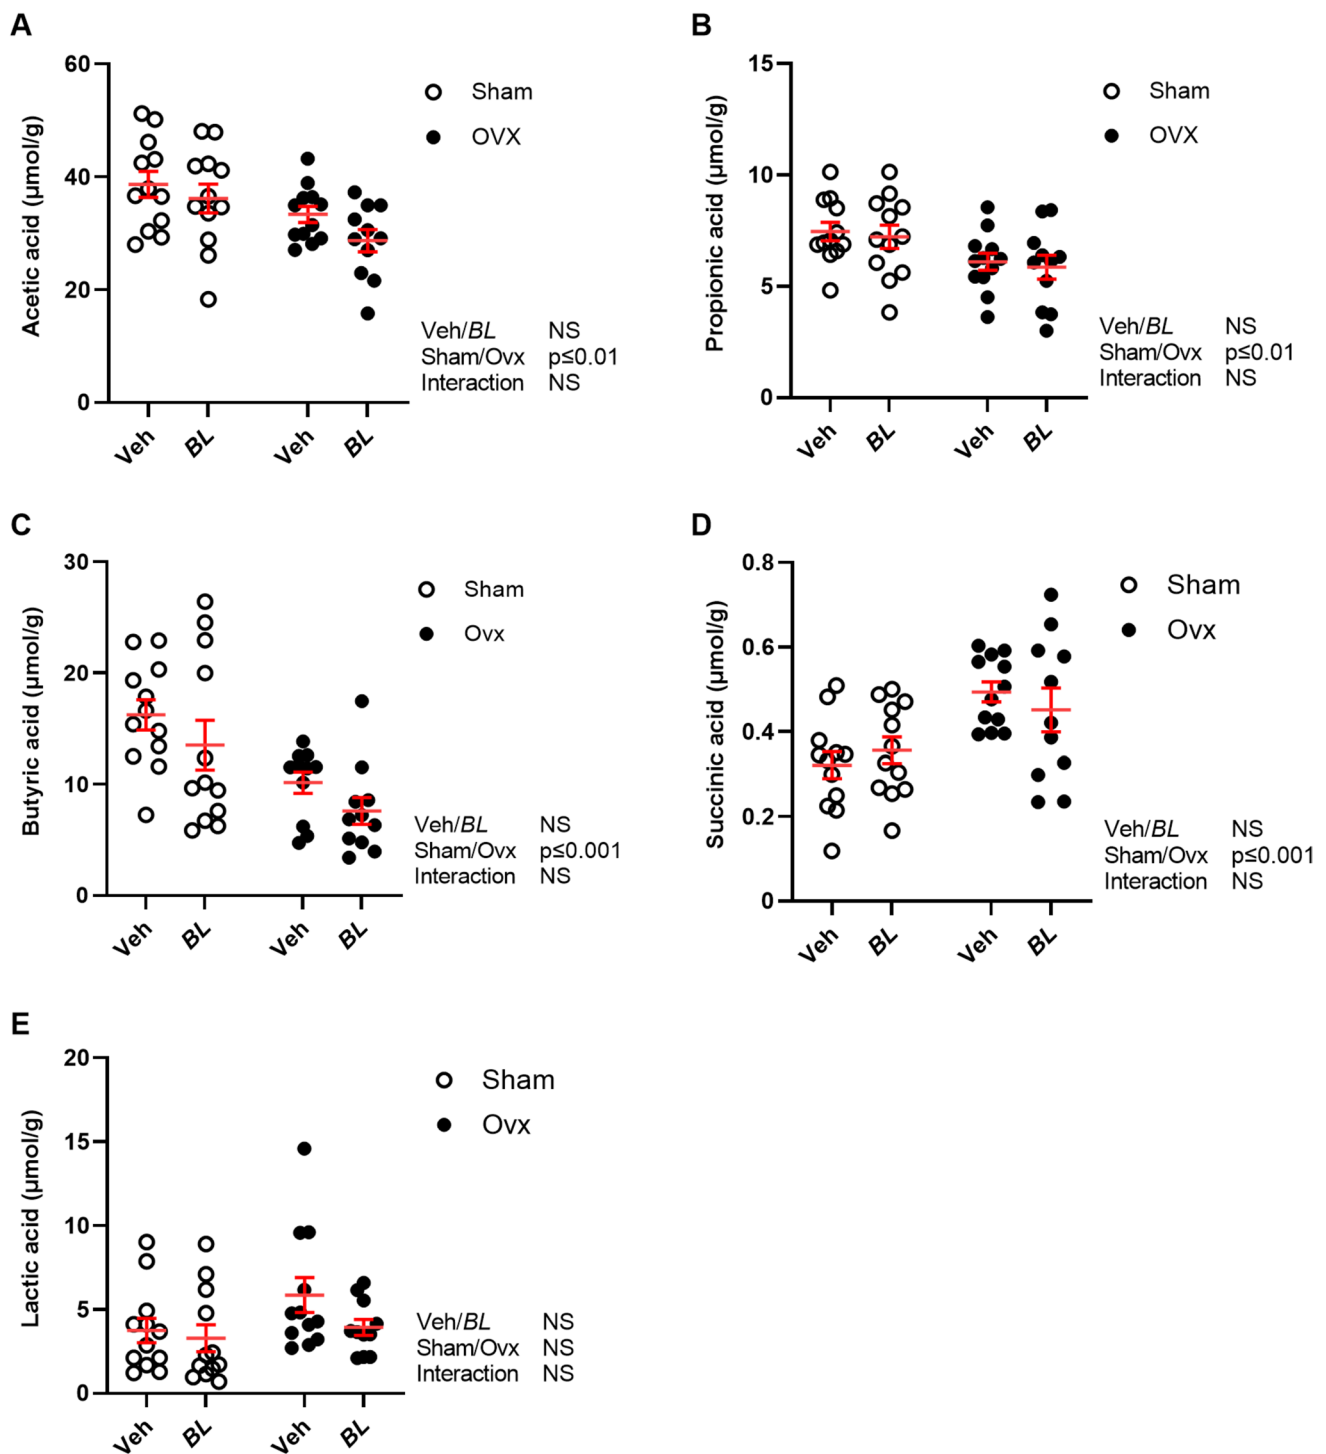 A
Acetic acid (µmol/g)
60
40
20
0
Sham
OVX
Veh/BL NS
Sham/Ovx p≤0.01
Interaction NS
Veh BL Veh BL
B
Propionic acid (µmol/g)
15
10
5
0
Sham
OVX
Veh/BL NS
Sham/Ovx p≤0.01
Interaction NS
Veh BL Veh BL
C
Butyric acid (µmol/g)
30
20
10
0
Sham
Ovx
Veh/BL NS
Sham/Ovx p≤0.001
Interaction NS
Veh BL Veh BL
D
Succinic acid (µmol/g)
0.8
0.6
0.4
0.2
0
Sham
Ovx
Veh/BL NS
Sham/Ovx p≤0.001
Interaction NS
Veh BL Veh BL
E
Lactic acid (µmol/g)
20
15
10
5
0
Sham
Ovx
Veh/BL NS
Sham/Ovx NS
Interaction NS
Veh BL Veh BL